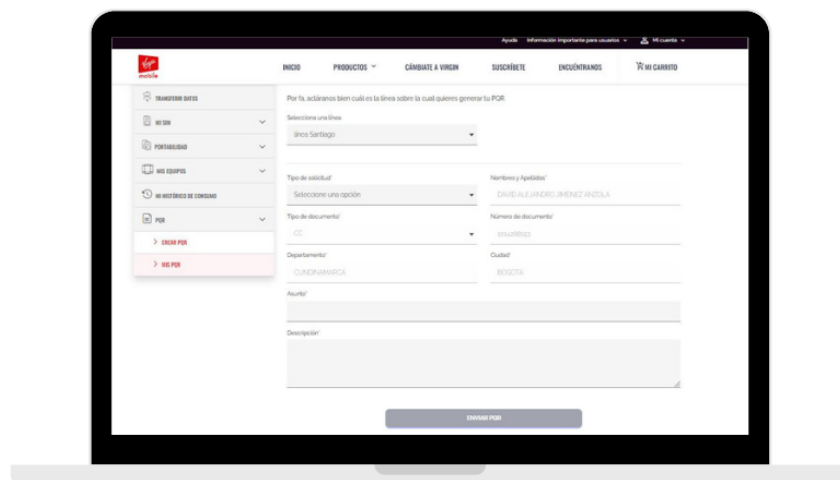 Ayuda Información importante para usuarios Mi cuenta
Virgin
mobile
INICIO PRODUCTOS CÁMBIATE A VIRGIN SUSCRÍBETE ENCUÉNTRANOS MI CARRITO
TRANSFERIR DATOS
MI SIM
PORTABILIDAD
MIS EQUIPOS
MI HISTÓRICO DE CONSUMO
PQR
CREAR PQR
MIS PQR
Por fa, acláranos bien cuál es la línea sobre la cual quieres generar tu PQR.
Selecciona una línea
línea Santiago
Tipo de solicitud* Nombres y Apellidos*
Seleccione una opción DAVID ALEJANDRO JIMENEZ ANZOLA
Tipo de documento* Número de documento*
CC
Departamento* Ciudad*
CUNDINAMARCA BOGOTA
Asunto*
Descripción*
ENVIAR PQR